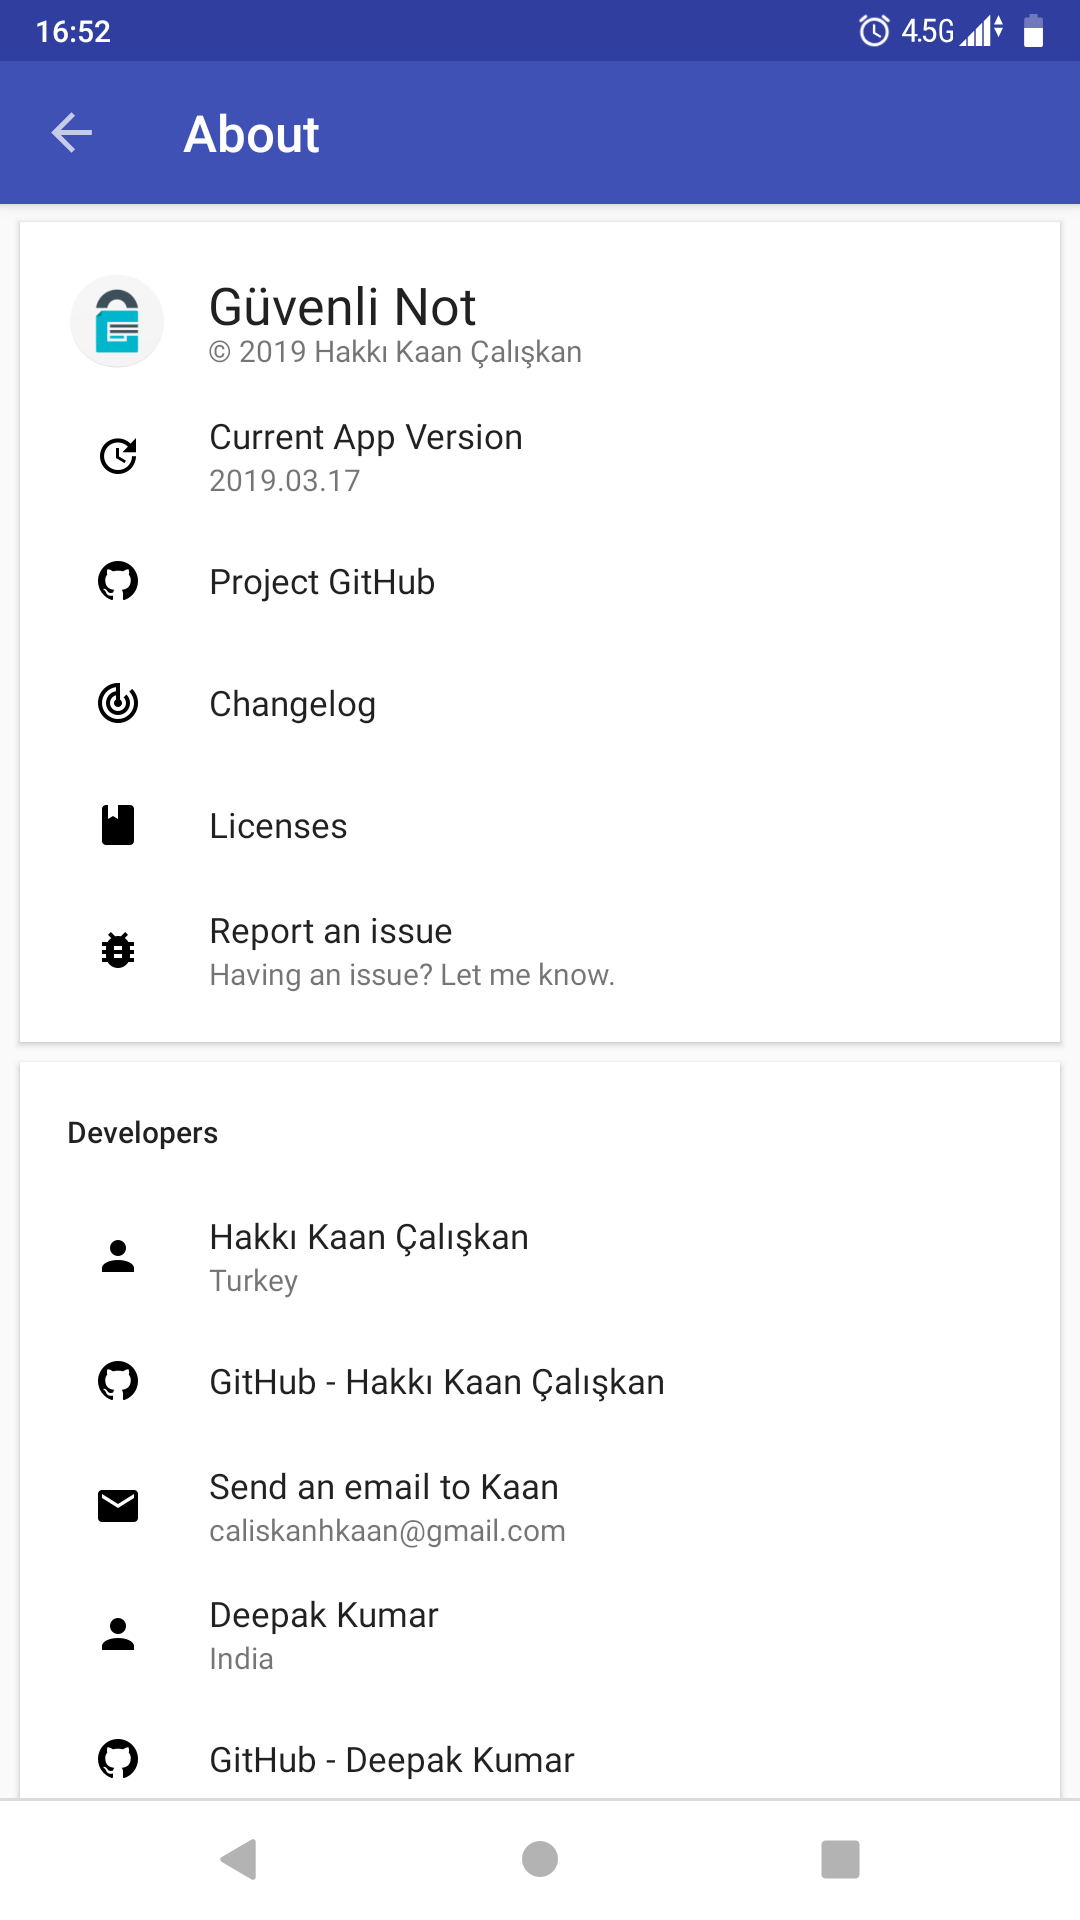 16:52
4.5G
About
Güvenli Not
© 2019 Hakkı Kaan Çalışkan
Current App Version
2019.03.17
Project GitHub
Changelog
Licenses
Report an issue
Having an issue? Let me know.
Developers
Hakkı Kaan Çalışkan
Turkey
GitHub - Hakkı Kaan Çalışkan
Send an email to Kaan
caliskanhkaan@gmail.com
Deepak Kumar
India
GitHub - Deepak Kumar